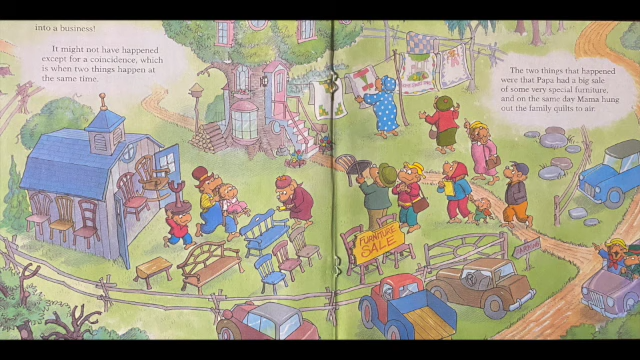 into a business!
It might not have happened
except for a coincidence, which
is when two things happen at
the same time.
The two things that happened
were that Papa had a big sale
of some very special furniture,
and on the same day Mama hung
out the family quilts to air.
FURNITURE
SALE